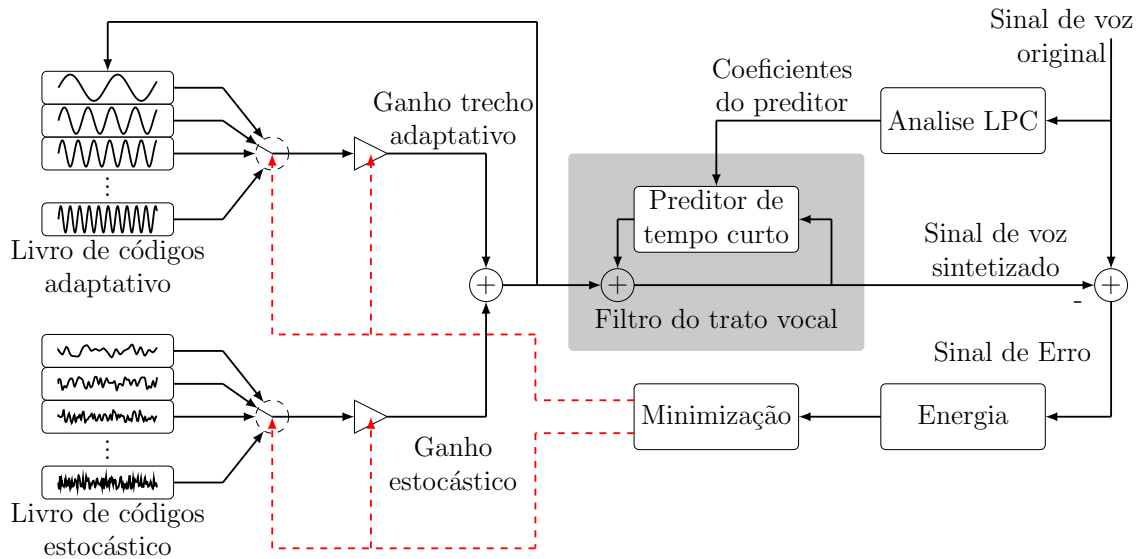 Sinal de voz
original
Coeficientes
do preditor
Analise LPC
Ganho trecho
adaptativo
Preditor de
tempo curto
Livro de códigos
adaptativo
Sinal de voz
sintetizado
+
+
+
-
Filtro do trato vocal
Sinal de Erro
Minimização
Energia
Ganho
estocástico
Livro de códigos
estocástico